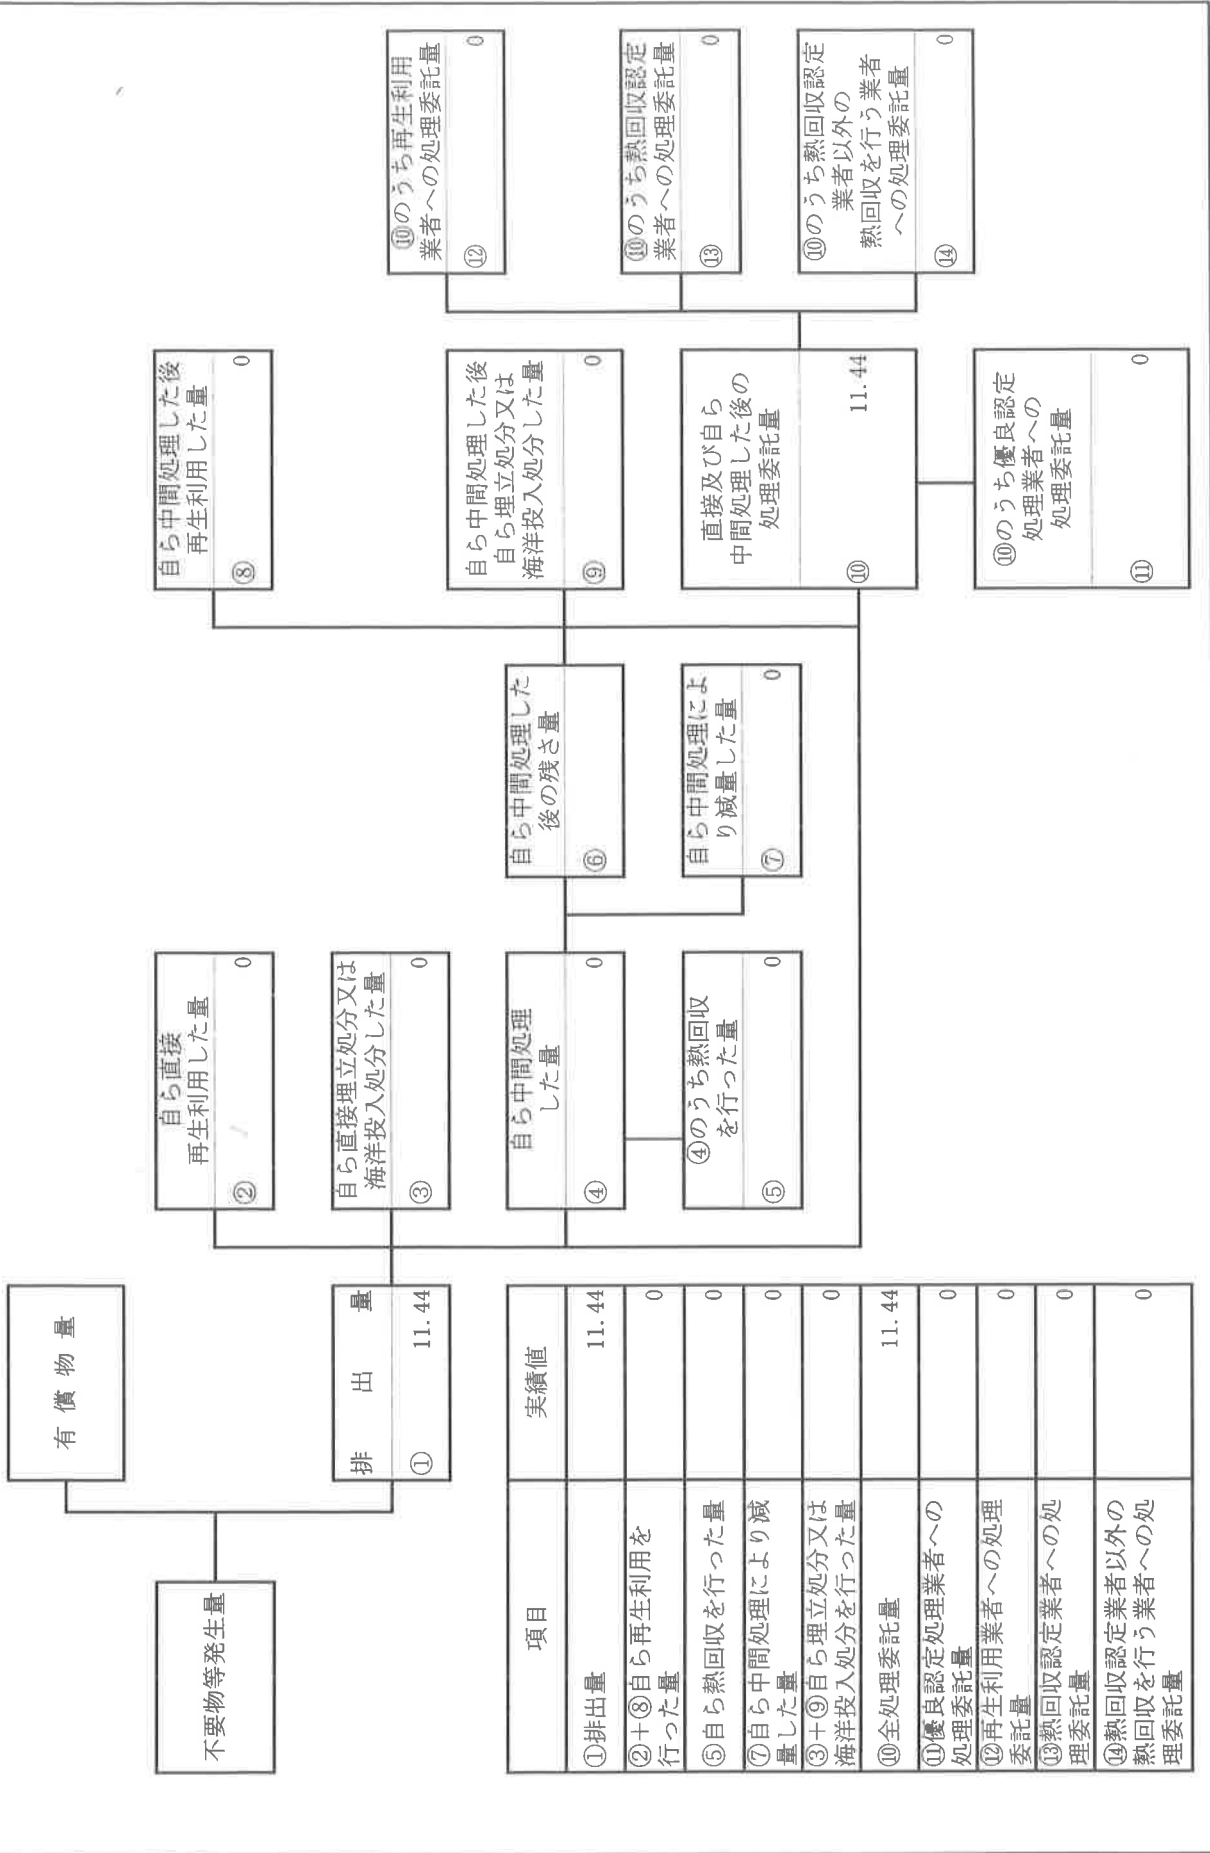 不要物等発生量
有償物量
排出量
① 11.44
自ら直接
再生利用した量
② 0
自ら直接埋立処分又は
海洋投入処分した量
③ 0
自ら中間処理
した量
④ 0
④のうち熱回収
を行った量
⑤ 0
自ら中間処理した
後の残さ量
⑥
自ら中間処理によ
り減量した量
⑦ 0
自ら中間処理した後
再生利用した量
⑧ 0
自ら中間処理した後
自ら埋立処分又は
海洋投入処分した量
⑨ 0
直接及び自ら
中間処理した後の
処理委託量
⑩ 11.44
⑩のうち優良認定
処理業者への
処理委託量
⑪ 0
⑩のうち再生利用
業者への処理委託量
⑫ 0
⑩のうち熱回収認定
業者への処理委託量
⑬ 0
⑩のうち熱回収認定
業者以外の
熱回収を行う業者
への処理委託量
⑭ 0
項目 実績値
①排出量 11.44
②+⑧自ら再生利用を
行った量 0
⑤自ら熱回収を行った量 0
⑦自ら中間処理により減
量した量 0
③+⑨自ら埋立処分又は
海洋投入処分を行った量 0
⑩全処理委託量 11.44
⑪優良認定処理業者への
処理委託量 0
⑫再生利用業者への処理
委託量 0
⑬熱回収認定業者への処
理委託量 0
⑭熱回収認定業者以外の
熱回収を行う業者への処
理委託量 0